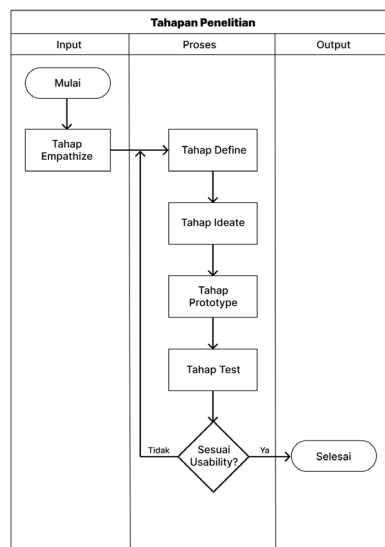 Tahapan Penelitian
Input
Proses
Output
Mulai
Tahap
Empathize
Tahap Define
Tahap Ideate
Tahap
Prototype
Tahap Test
Tidak
Sesuai
Usability?
Ya
Selesai